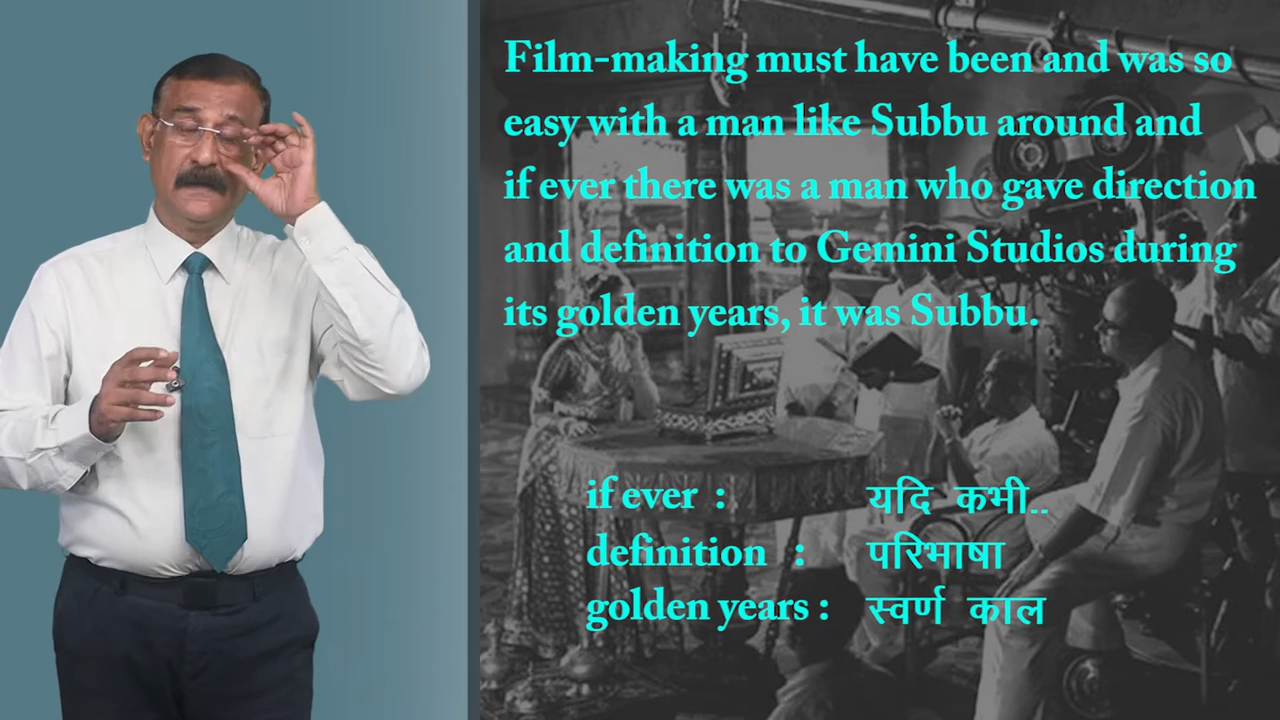 Film-making must have been and was so
easy with a man like Subbu around and
if ever there was a man who gave direction
and definition to Gemini Studios during
its golden years, it was Subbu.
if ever : यदि कभी..
definition : परिभाषा
golden years : स्वर्ण काल